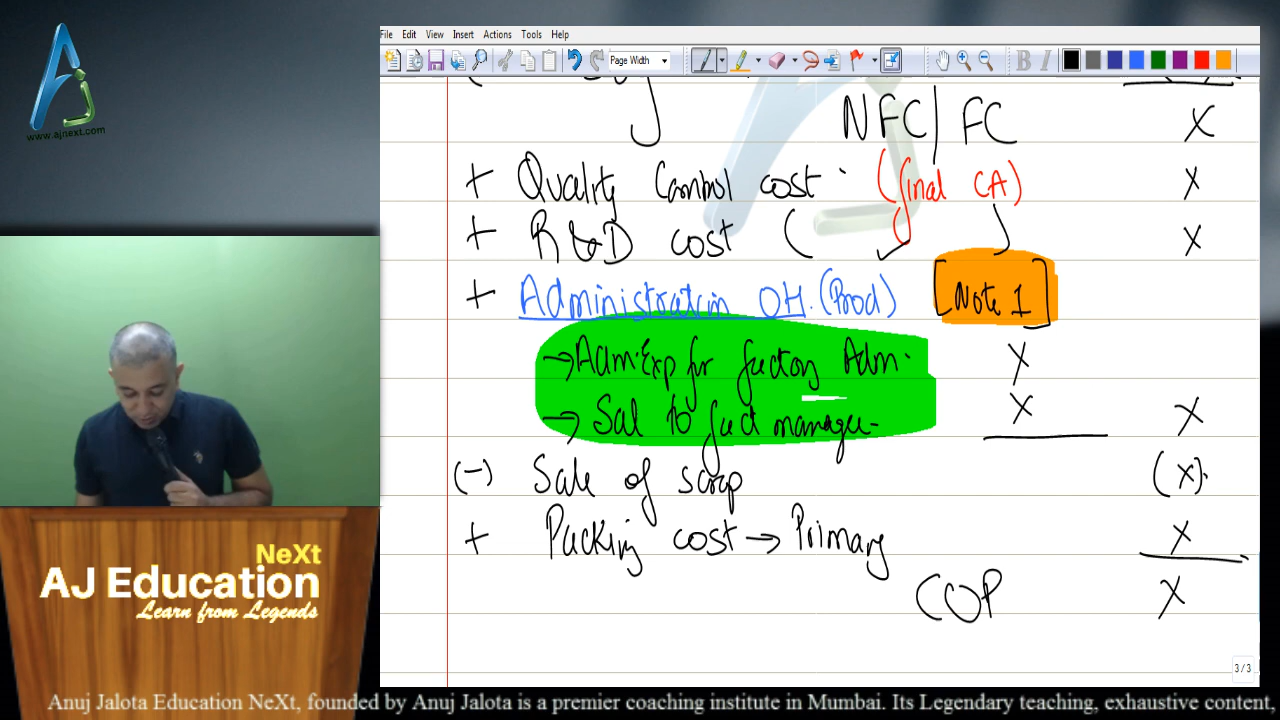 File Edit View Insert Actions Tools Help
Page Width
B I
www.ajnext.com
NFC | FC X
+ Quality Control cost (final CA) X
+ R & D cost ( ) X
+ Administration OH. (Prod) [Note 1]
→ Adm. Exp for factory Adm. X
→ Sal to fact manager X X
(-) Sale of scrap (X)
+ Packing cost → Primary X
COP X
3/3
NeXt
AJ Education
Learn from Legends
Anuj Jalota Education NeXt, founded by Anuj Jalota is a premier coaching institute in Mumbai. Its Legendary teaching, exhaustive content,